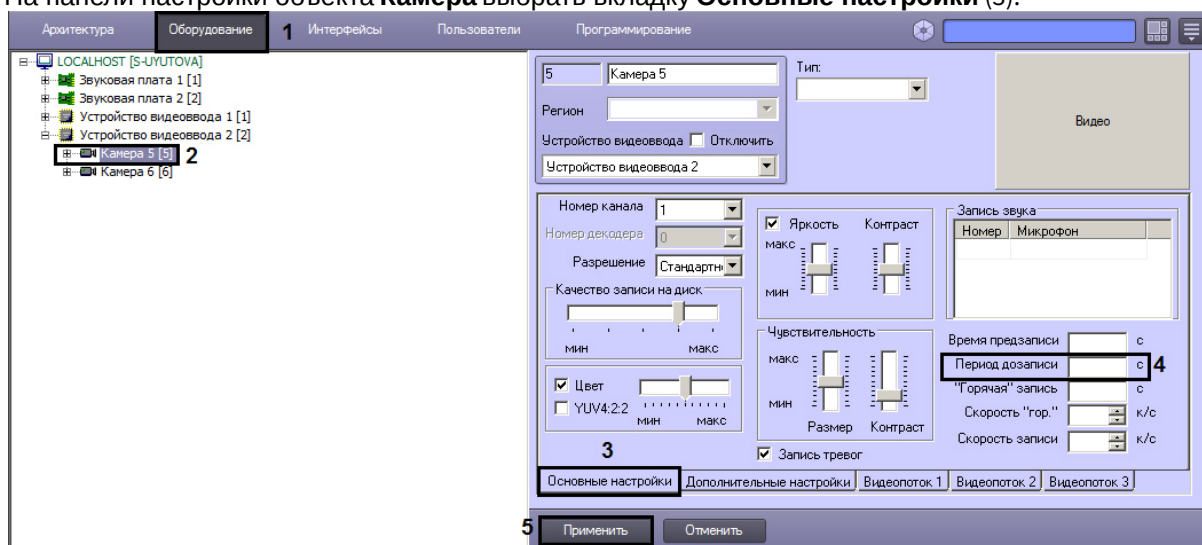 На панели настройки объекта Камера выбрать вкладку Основные настройки (3).
Архитектура Оборудование 1 Интерфейсы Пользователи Программирование
LOCALHOST [S-UYUTOVA]
Звуковая плата 1 [1]
Звуковая плата 2 [2]
Устройство видеоввода 1 [1]
Устройство видеоввода 2 [2]
Камера 5 [5] 2
Камера 6 [6]
5 Камера 5
Тип:
Регион
Устройство видеоввода Отключить
Устройство видеоввода 2
Видео
Номер канала 1
Номер декодера 0
Разрешение Стандартн
Качество записи на диск
мин макс
Цвет
YUV4:2:2
мин макс
3
Яркость Контраст
макс
мин
Чувствительность
макс
мин
Размер Контраст
Запись тревог
Запись звука
Номер Микрофон
Время предзаписи с
Период дозаписи с 4
"Горячая" запись с
Скорость "гор." к/с
Скорость записи к/с
Основные настройки Дополнительные настройки Видеопоток 1 Видеопоток 2 Видеопоток 3
5 Применить Отменить